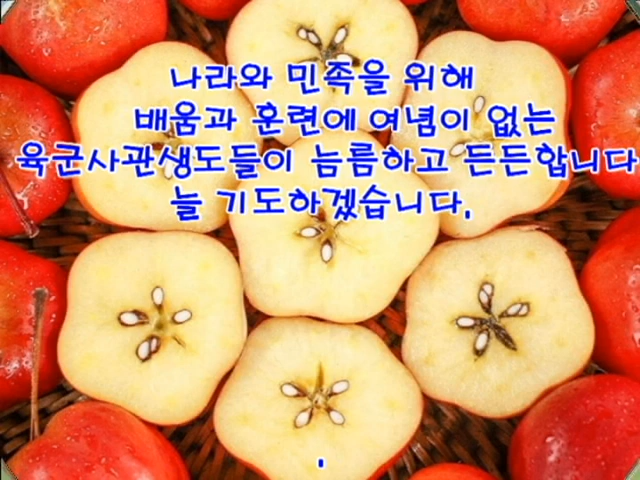 나라와 민족을 위해
배움과 훈련에 여념이 없는
육군사관생도들이 늠름하고 든든합니다
늘 기도하겠습니다.
.